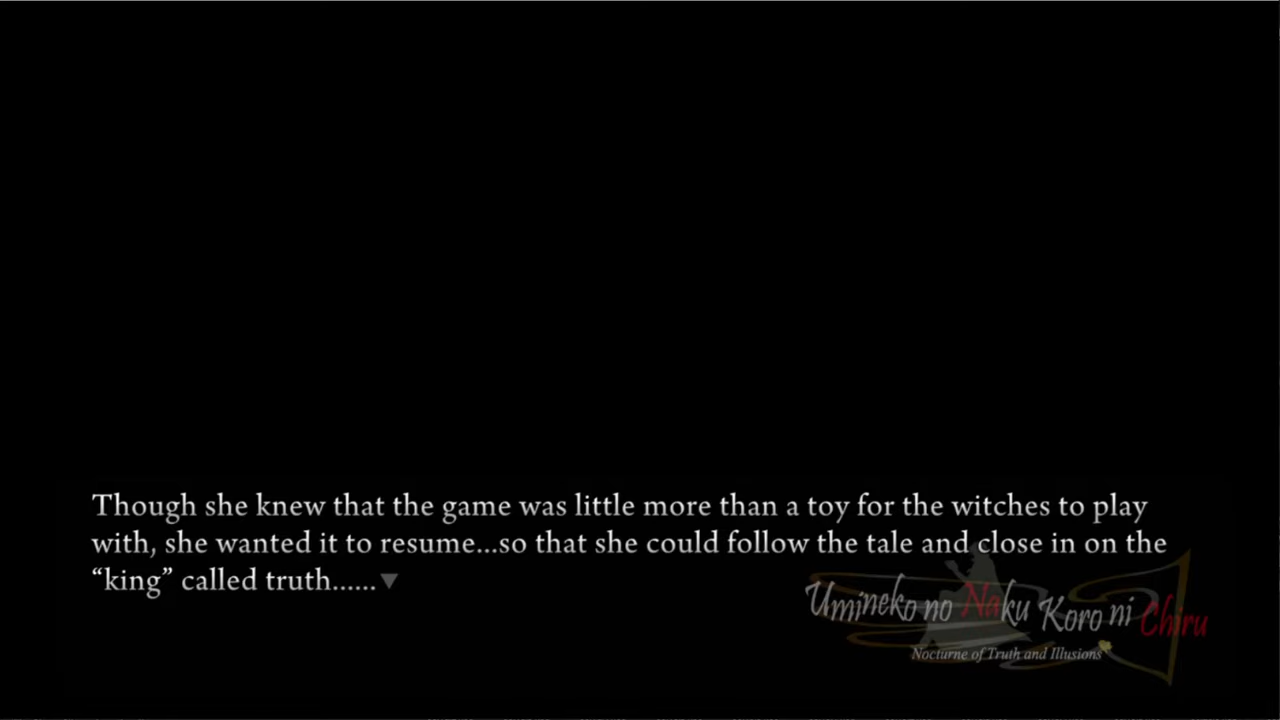 Though she knew that the game was little more than a toy for the witches to play
with, she wanted it to resume...so that she could follow the tale and close in on the
“king” called truth......
Umineko no Naku Koro ni Chiru
Nocturne of Truth and Illusions